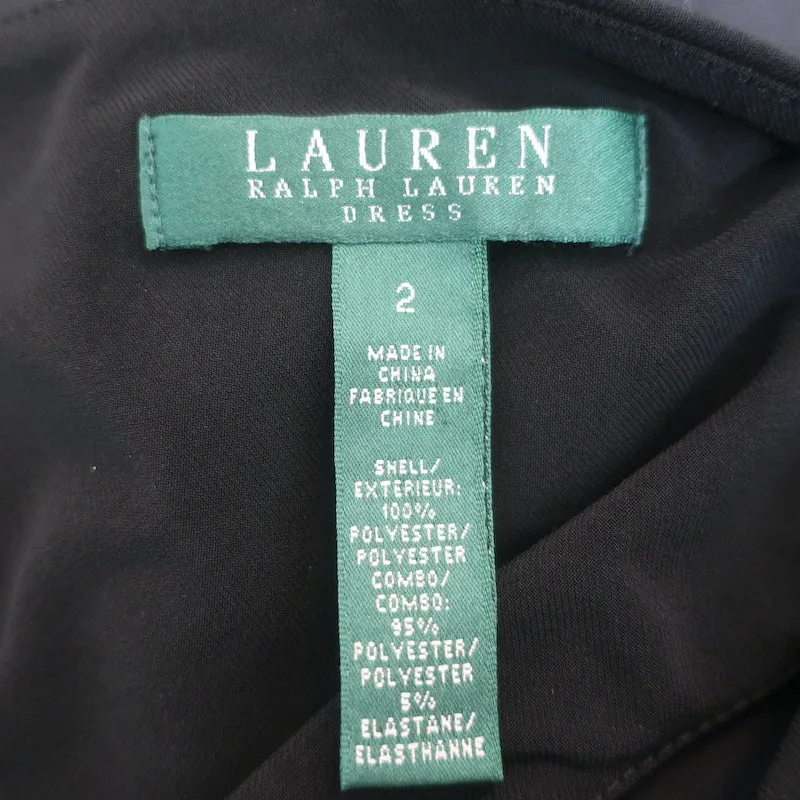 LAUREN
RALPH LAUREN
DRESS
2
MADE IN
CHINA
FABRIQUE EN
CHINE
SHELL/
EXTERIEUR:
100%
POLYESTER/
POLYESTER
COMBO/
COMBO:
95%
POLYESTER/
POLYESTER
5%
ELASTANE/
ELASTHANNE